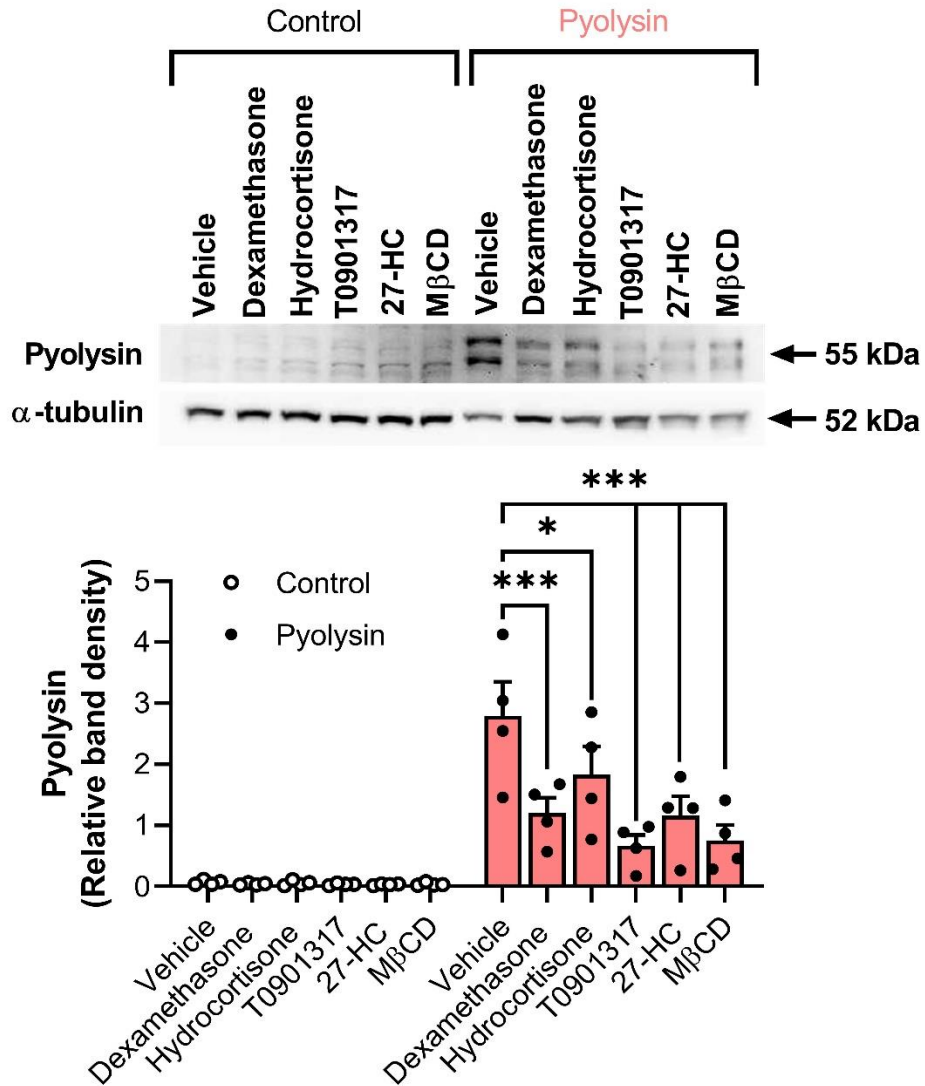 Control Pyolysin
Vehicle Dexamethasone Hydrocortisone T0901317 27-HC MβCD Vehicle Dexamethasone Hydrocortisone T0901317 27-HC MβCD
Pyolysin 55 kDa
α-tubulin 52 kDa
***
*
***
Pyolysin
(Relative band density)
5
4
3
2
1
0
Control
Pyolysin
Vehicle Dexamethasone Hydrocortisone T0901317 27-HC MβCD Vehicle Dexamethasone Hydrocortisone T0901317 27-HC MβCD